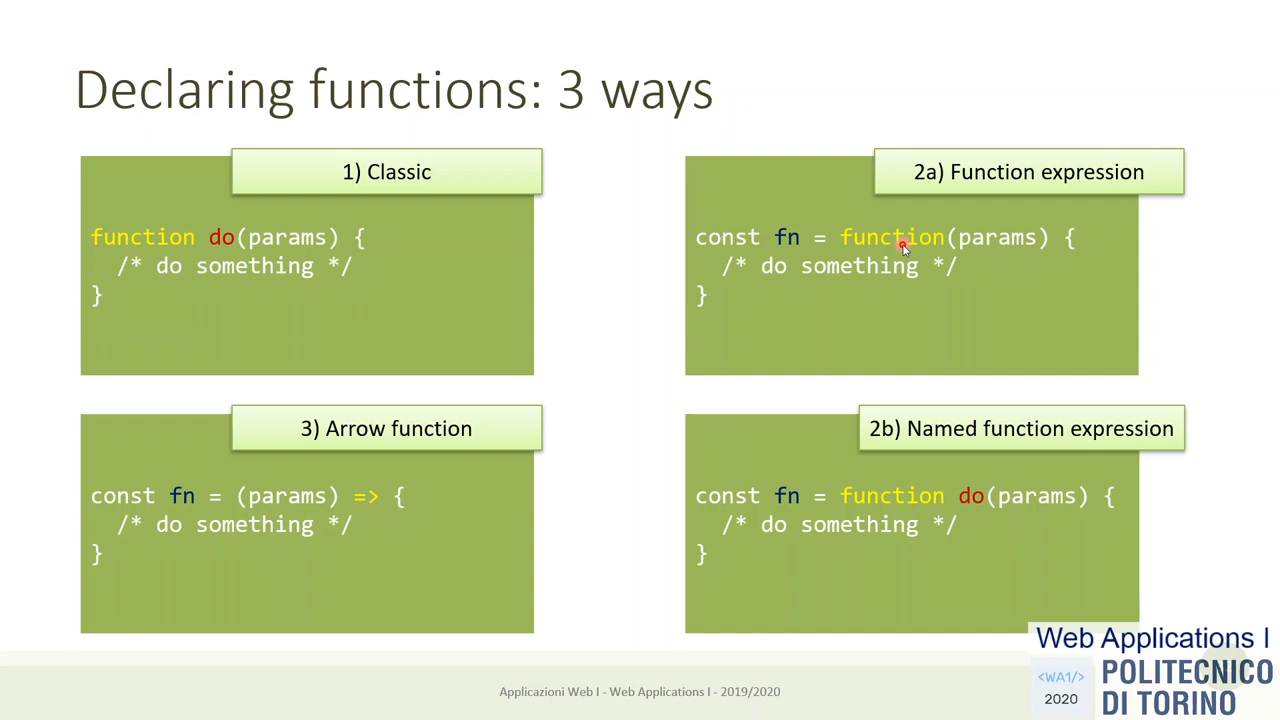 Declaring functions: 3 ways
1) Classic
function do(params) {
/* do something */
}
2a) Function expression
const fn = function(params) {
/* do something */
}
3) Arrow function
const fn = (params) => {
/* do something */
}
2b) Named function expression
const fn = function do(params) {
/* do something */
}
Applicazioni Web I - Web Applications I - 2019/2020
Web Applications I
<WA1/>
2020
POLITECNICO
DI TORINO